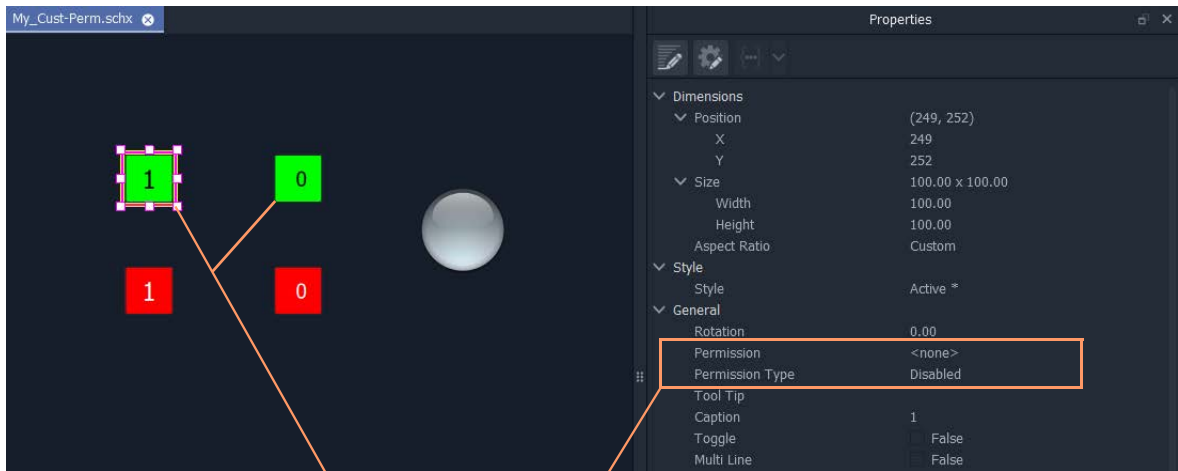 My_Cust-Perm.schx
1
0
1
0
Properties
Dimensions
Position (249, 252)
X 249
Y 252
Size 100.00 x 100.00
Width 100.00
Height 100.00
Aspect Ratio Custom
Style
Style Active *
General
Rotation 0.00
Permission <none>
Permission Type Disabled
Tool Tip
Caption 1
Toggle False
Multi Line False